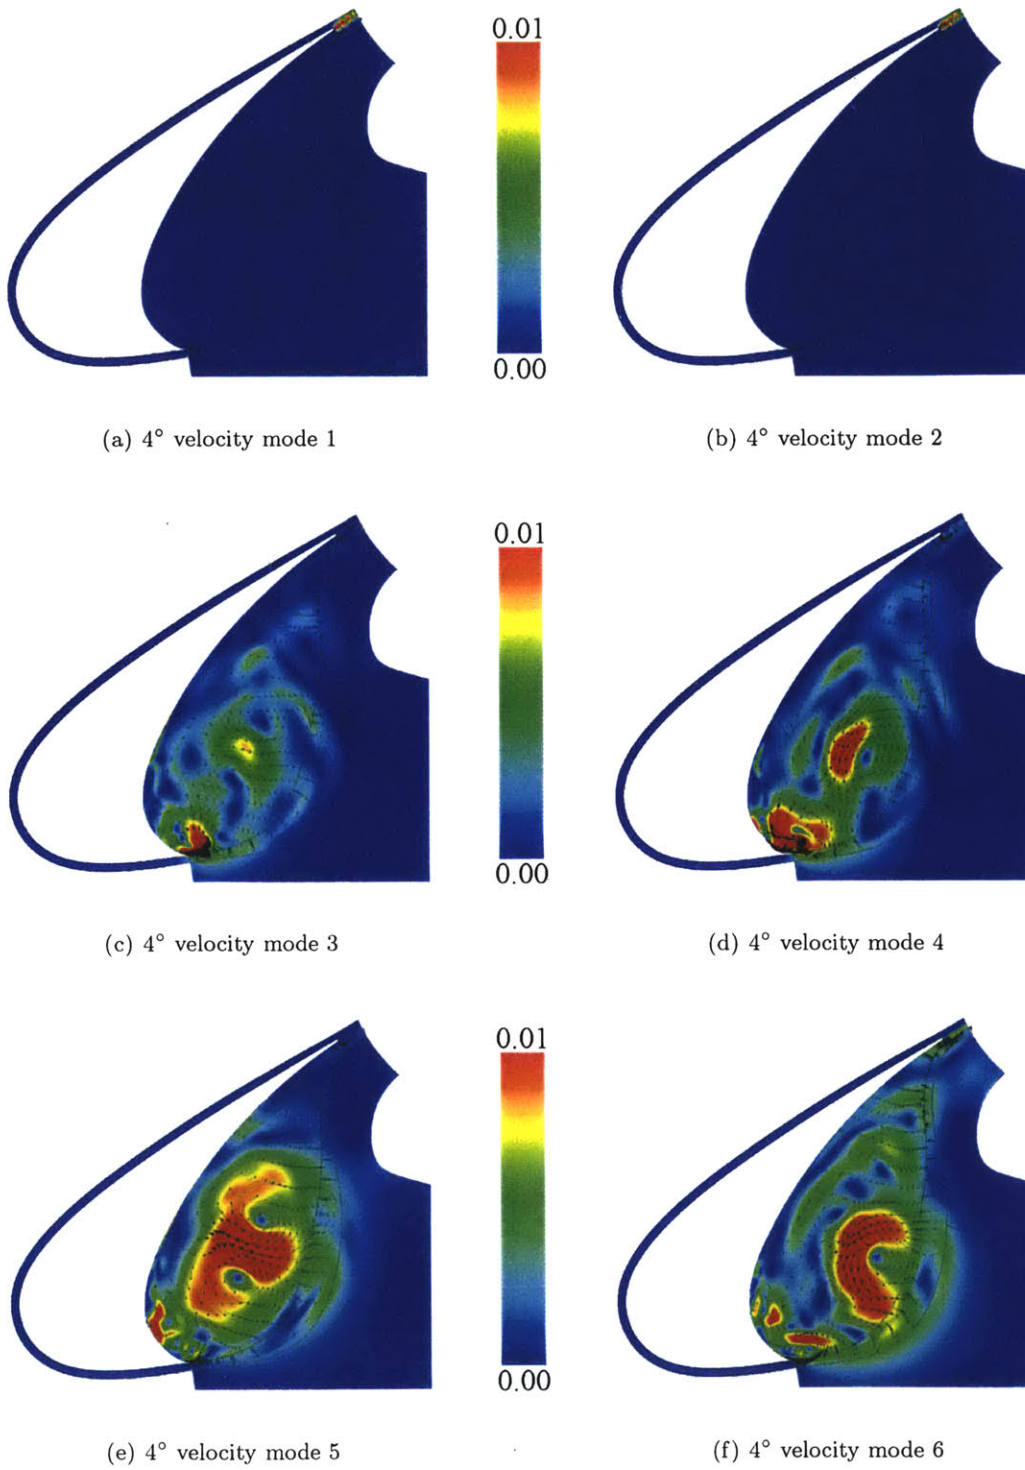 0.01
0.00
(a) 4° velocity mode 1
(b) 4° velocity mode 2
0.01
0.00
(c) 4° velocity mode 3
(d) 4° velocity mode 4
0.01
0.00
(e) 4° velocity mode 5
(f) 4° velocity mode 6